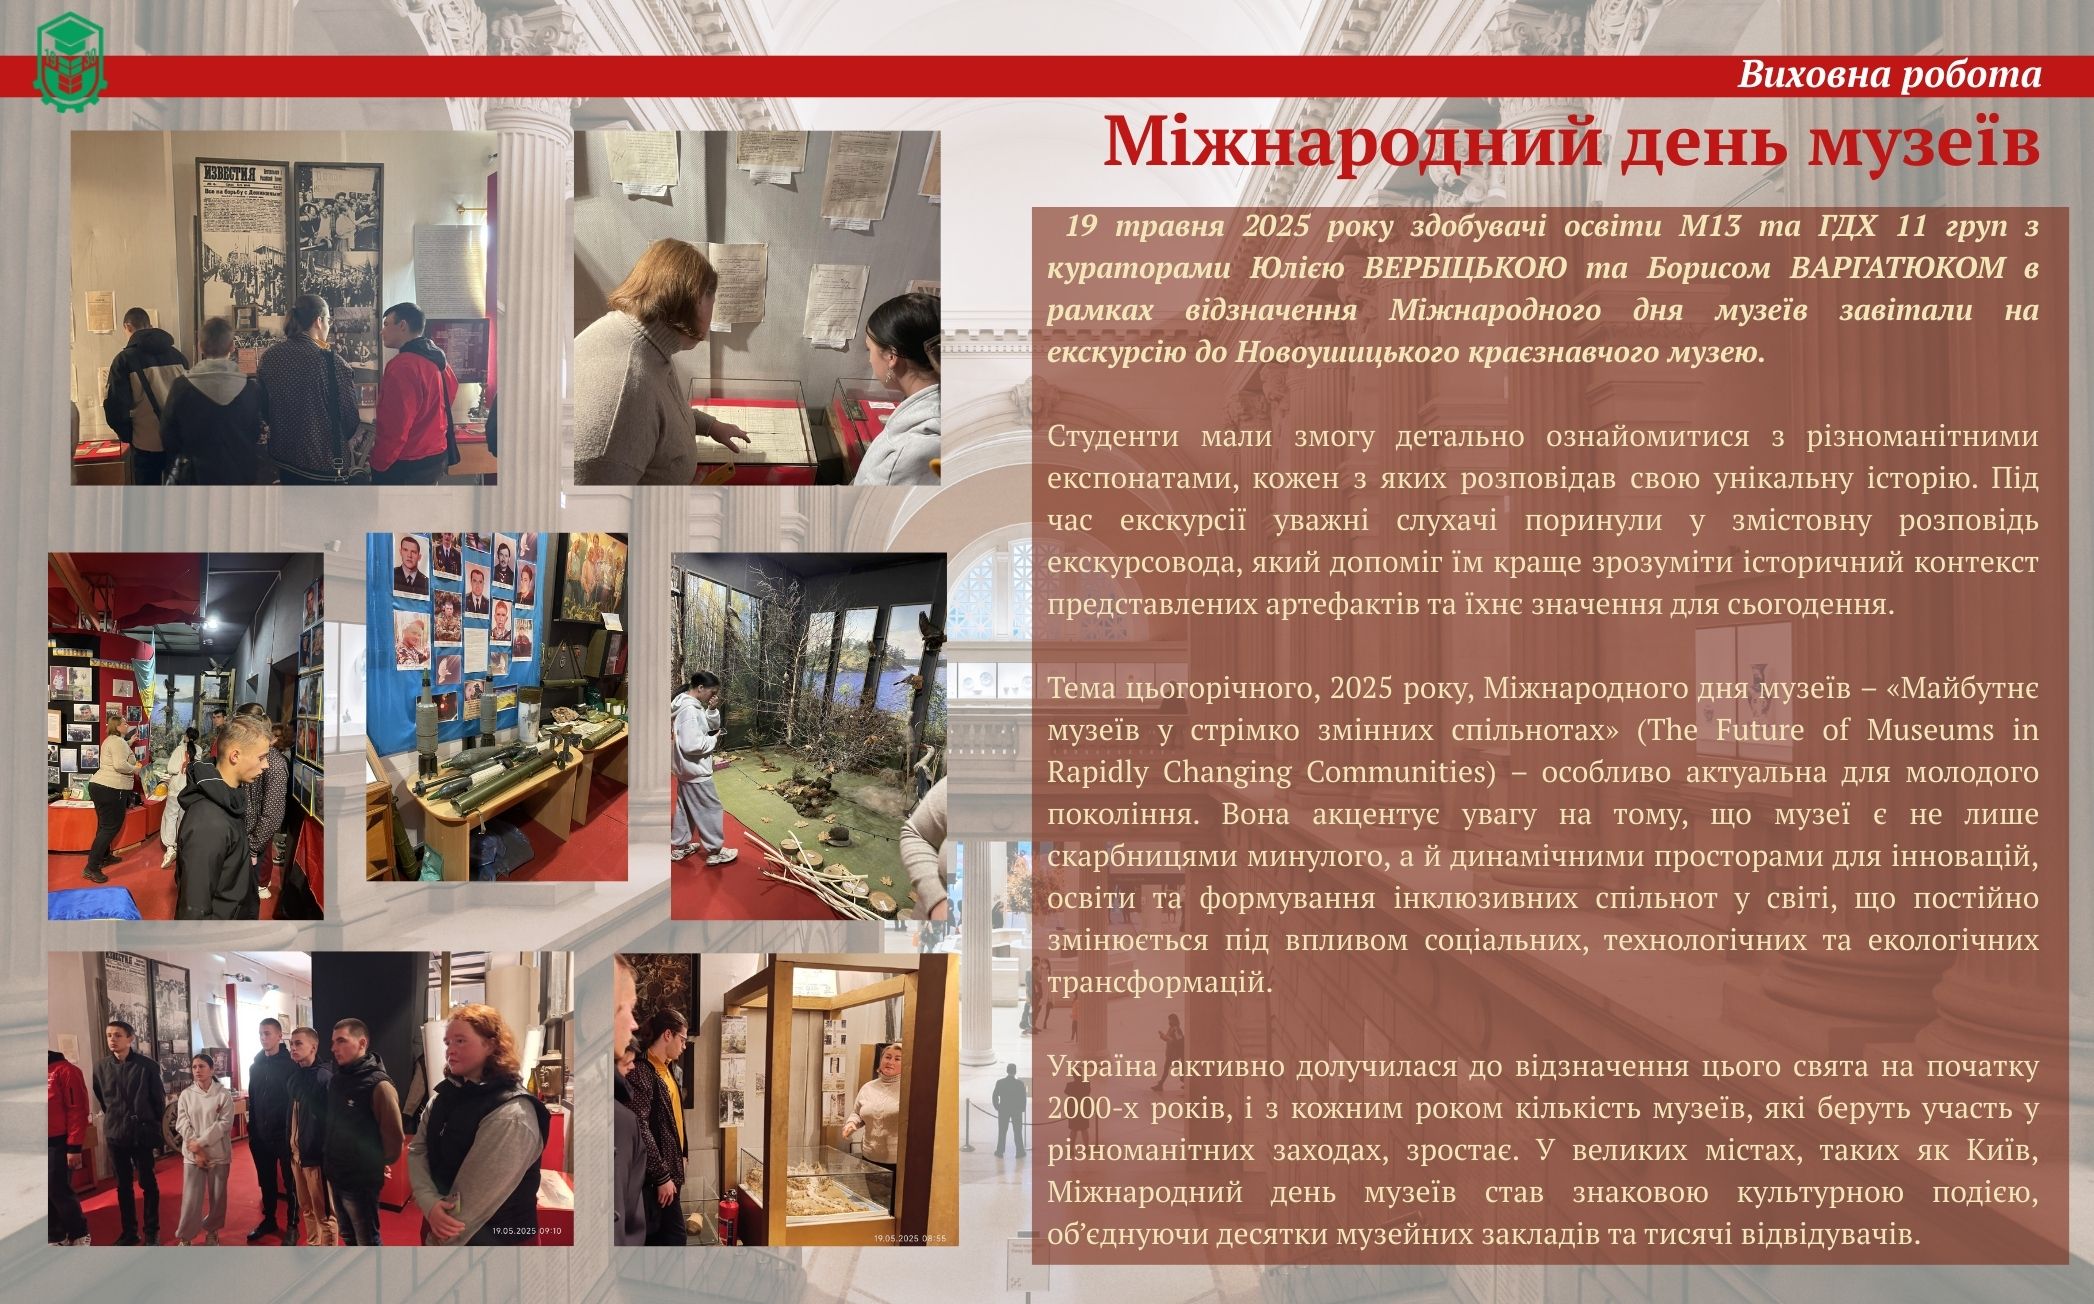 Виховна робота
Міжнародний день музеїв
19 травня 2025 року здобувачі освіти М13 та ГДХ 11 груп з
кураторами Юлією ВЕРБІЦЬКОЮ та Борисом ВАРГАТЮКОМ в
рамках відзначення Міжнародного дня музеїв завітали на
екскурсію до Новоушицького краєзнавчого музею.
Студенти мали змогу детально ознайомитися з різноманітними
експонатами, кожен з яких розповідав свою унікальну історію. Під
час екскурсії уважні слухачі поринули у змістовну розповідь
екскурсовода, який допоміг їм краще зрозуміти історичний контекст
представлених артефактів та їхнє значення для сьогодення.
Тема цьогорічного, 2025 року, Міжнародного дня музеїв – «Майбутнє
музеїв у стрімко змінних спільнотах» (The Future of Museums in
Rapidly Changing Communities) – особливо актуальна для молодого
покоління. Вона акцентує увагу на тому, що музеї є не лише
скарбницями минулого, а й динамічними просторами для інновацій,
освіти та формування інклюзивних спільнот у світі, що постійно
змінюється під впливом соціальних, технологічних та екологічних
трансформацій.
Україна активно долучилася до відзначення цього свята на початку
2000-х років, і з кожним роком кількість музеїв, які беруть участь у
різноманітних заходах, зростає. У великих містах, таких як Київ,
Міжнародний день музеїв став знаковою культурною подією,
об’єднуючи десятки музейних закладів та тисячі відвідувачів.
ИЗВЕСТИЯ
Все на борьбу с Деникиным!
19.05.2025 09:10
19.05.2025 08:55